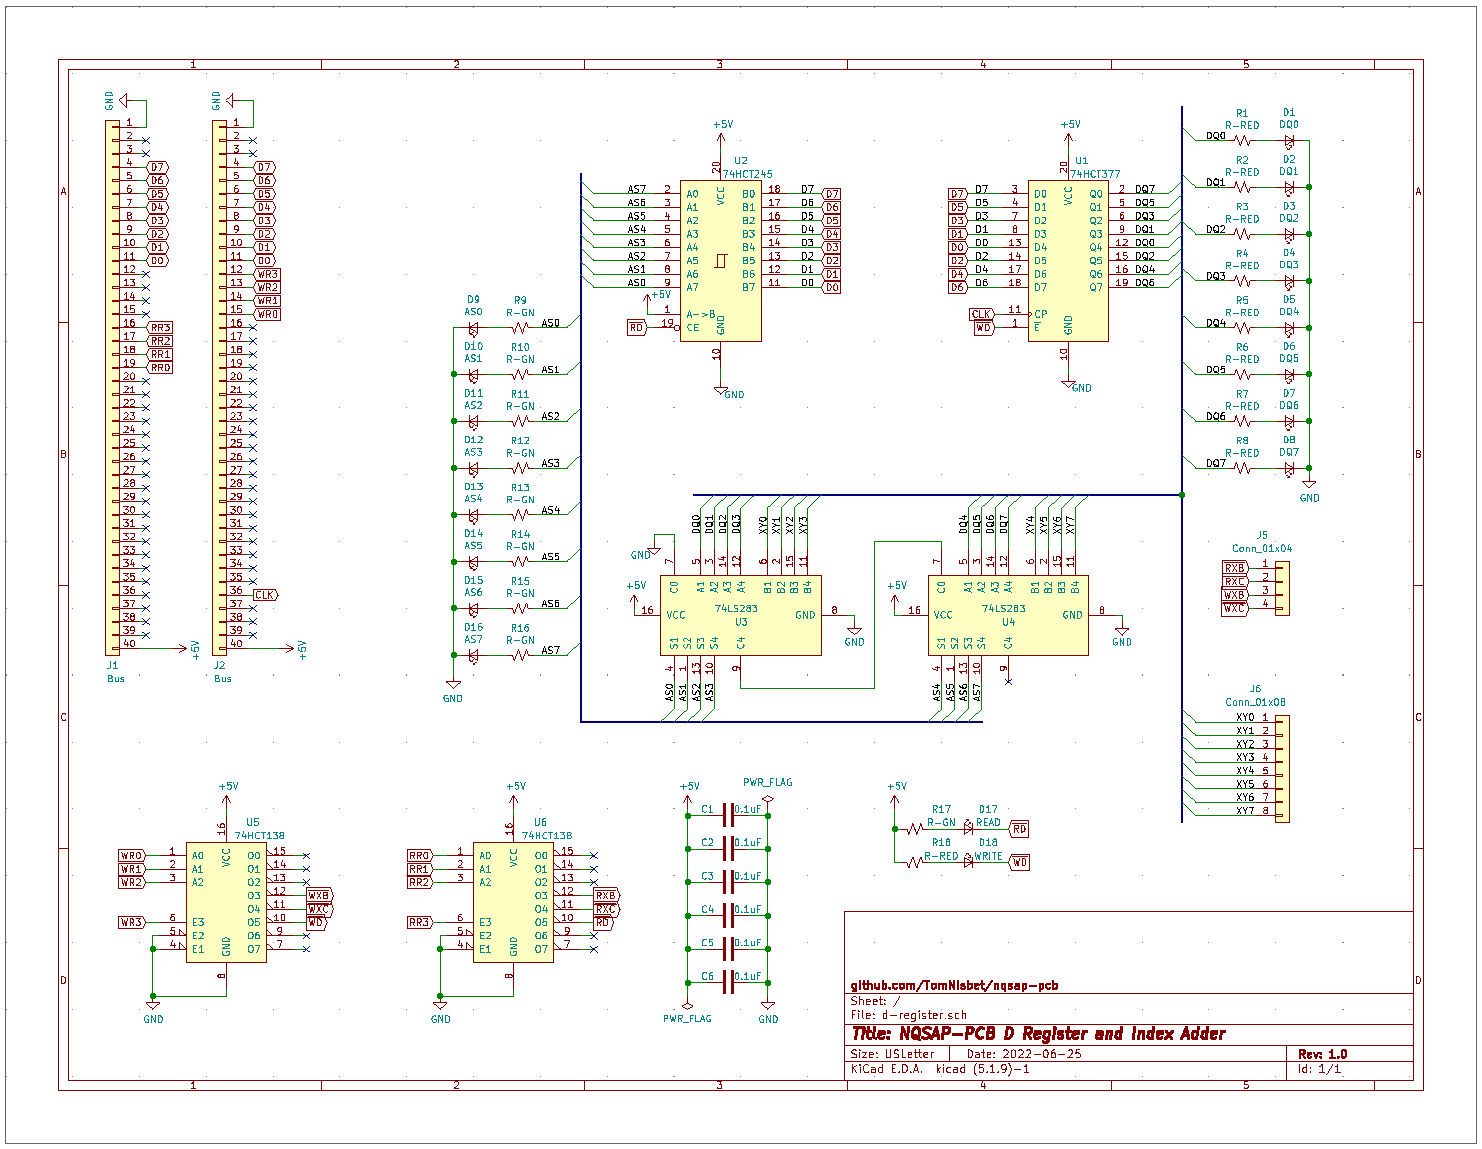 1 2 3 4 5
A B C D
GND
1
2
3
4 D7
5 D6
6 D5
7 D4
8 D3
9 D2
10 D1
11 D0
12
13
14
15
16 RR3
17 RR2
18 RR1
19 RR0
20
21
22
23
24
25
26
27
28
29
30
31
32
33
34
35
36
37
38
39
40 +5V
J1
Bus
GND
1
2
3
4 D7
5 D6
6 D5
7 D4
8 D3
9 D2
10 D1
11 D0
12 WR3
13 WR2
14 WR1
15 WR0
16
17
18
19
20
21
22
23
24
25
26
27
28
29
30
31
32
33
34
35
36 CLK
37
38
39
40 +5V
J2
Bus
D9 R9
AS0 R-GN AS0
D10 R10
AS1 R-GN AS1
D11 R11
AS2 R-GN AS2
D12 R12
AS3 R-GN AS3
D13 R13
AS4 R-GN AS4
D14 R14
AS5 R-GN AS5
D15 R15
AS6 R-GN AS6
D16 R16
AS7 R-GN AS7
GND
+5V
U2
74HCT245
20 VCC
AS7 2 A0 B0 18 D7 D7
AS6 3 A1 B1 17 D6 D6
AS5 4 A2 B2 16 D5 D5
AS4 5 A3 B3 15 D4 D4
AS3 6 A4 B4 14 D3 D3
AS2 7 A5 B5 13 D2 D2
AS1 8 A6 B6 12 D1 D1
AS0 9 A7 B7 11 D0 D0
+5V
1 A->B
RD 19 CE
GND 10
GND
+5V
U1
74HCT377
20 VCC
D7 D7 3 D0 Q0 2 DQ7
D5 D5 4 D1 Q1 5 DQ5
D3 D3 7 D2 Q2 6 DQ3
D1 D1 8 D3 Q3 9 DQ1
D0 D0 13 D4 Q4 12 DQ0
D2 D2 14 D5 Q5 15 DQ2
D4 D4 17 D6 Q6 16 DQ4
D6 D6 18 D7 Q7 19 DQ6
CLK 11 CP
WD 1 E
GND 10
GND
R1 D1
DQ0 R-RED DQ0
R2 D2
DQ1 R-RED DQ1
R3 D3
DQ2 R-RED DQ2
R4 D4
DQ3 R-RED DQ3
R5 D5
DQ4 R-RED DQ4
R6 D6
DQ5 R-RED DQ5
R7 D7
DQ6 R-RED DQ6
R8 D8
DQ7 R-RED DQ7
GND
DQ0 DQ1 DQ2 DQ3 XY0 XY1 XY2 XY3
GND
7 5 3 14 12 6 2 15 11
C0 A1 A2 A3 A4 B1 B2 B3 B4
+5V
16 VCC 74LS283 GND 8
U3
GND
S1 S2 S3 S4 C4
4 1 13 10 9
AS0 AS1 AS2 AS3
DQ4 DQ5 DQ6 DQ7 XY4 XY5 XY6 XY7
7 5 3 14 12 6 2 15 11
C0 A1 A2 A3 A4 B1 B2 B3 B4
+5V
16 VCC 74LS283 GND 8
U4
GND
S1 S2 S3 S4 C4
4 1 13 10 9
AS4 AS5 AS6 AS7
J5
Conn_01x04
RXB 1
RXC 2
WXB 3
WXC 4
J6
Conn_01x08
XY0 1
XY1 2
XY2 3
XY3 4
XY4 5
XY5 6
XY6 7
XY7 8
+5V
U5
74HCT138
16 VCC
WR0 1 A0 O0 15
WR1 2 A1 O1 14
WR2 3 A2 O2 13
O3 12 WXB
O4 11 WXC
WR3 6 E3 O5 10 WD
5 E2 O6 9
4 E1 O7 7
GND 8
GND
+5V
U6
74HCT138
16 VCC
RR0 1 A0 O0 15
RR1 2 A1 O1 14
RR2 3 A2 O2 13
O3 12 RXB
O4 11 RXC
RR3 6 E3 O5 10 RD
5 E2 O6 9
4 E1 O7 7
GND 8
GND
+5V PWR_FLAG
C1 0.1uF
C2 0.1uF
C3 0.1uF
C4 0.1uF
C5 0.1uF
C6 0.1uF
PWR_FLAG GND
+5V
R17 D17
R-GN READ RD
R18 D18
R-RED WRITE WD
github.com/TomNisbet/nqsap-pcb
Sheet: /
File: d-register.sch
Title: NQSAP-PCB D Register and Index Adder
Size: USLetter Date: 2022-06-25 Rev: 1.0
KiCad E.D.A. kicad (5.1.9)-1 Id: 1/1
A B C D
1 2 3 4 5